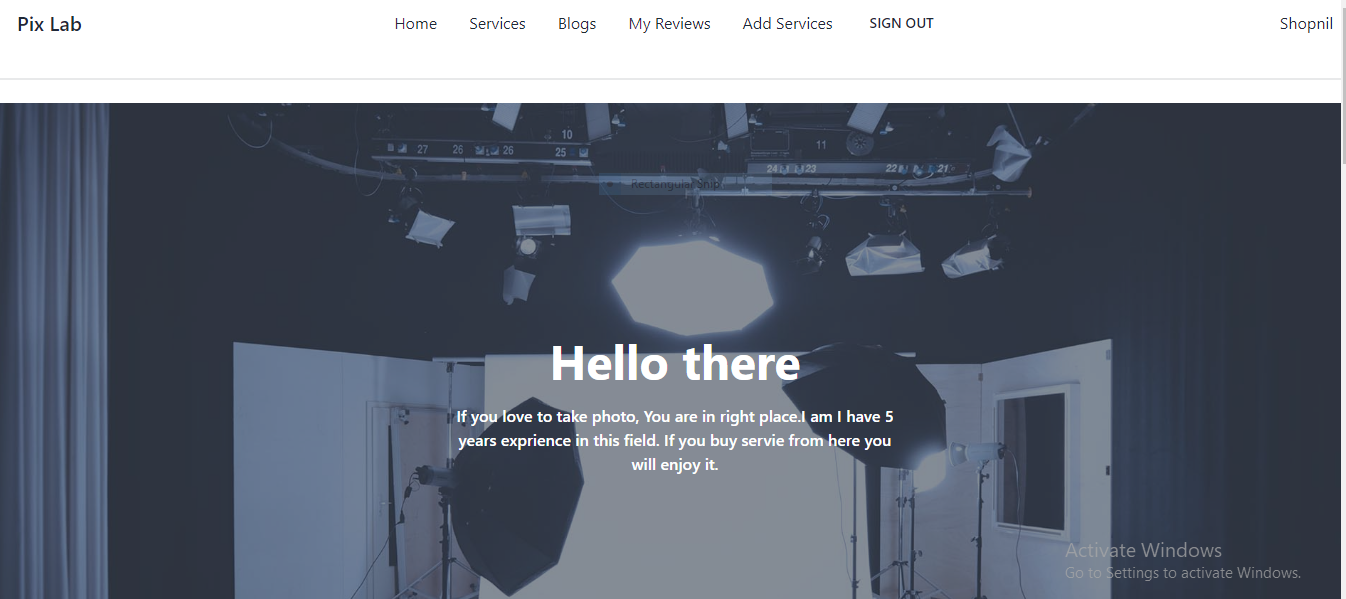 Pix Lab
Home Services Blogs My Reviews Add Services SIGN OUT
Shopnil
10
27 26 26 25
11
24 23 22 21
Rectangular Snip
Hello there
If you love to take photo, You are in right place.I am I have 5
years exprience in this field. If you buy servie from here you
will enjoy it.
Activate Windows
Go to Settings to activate Windows.